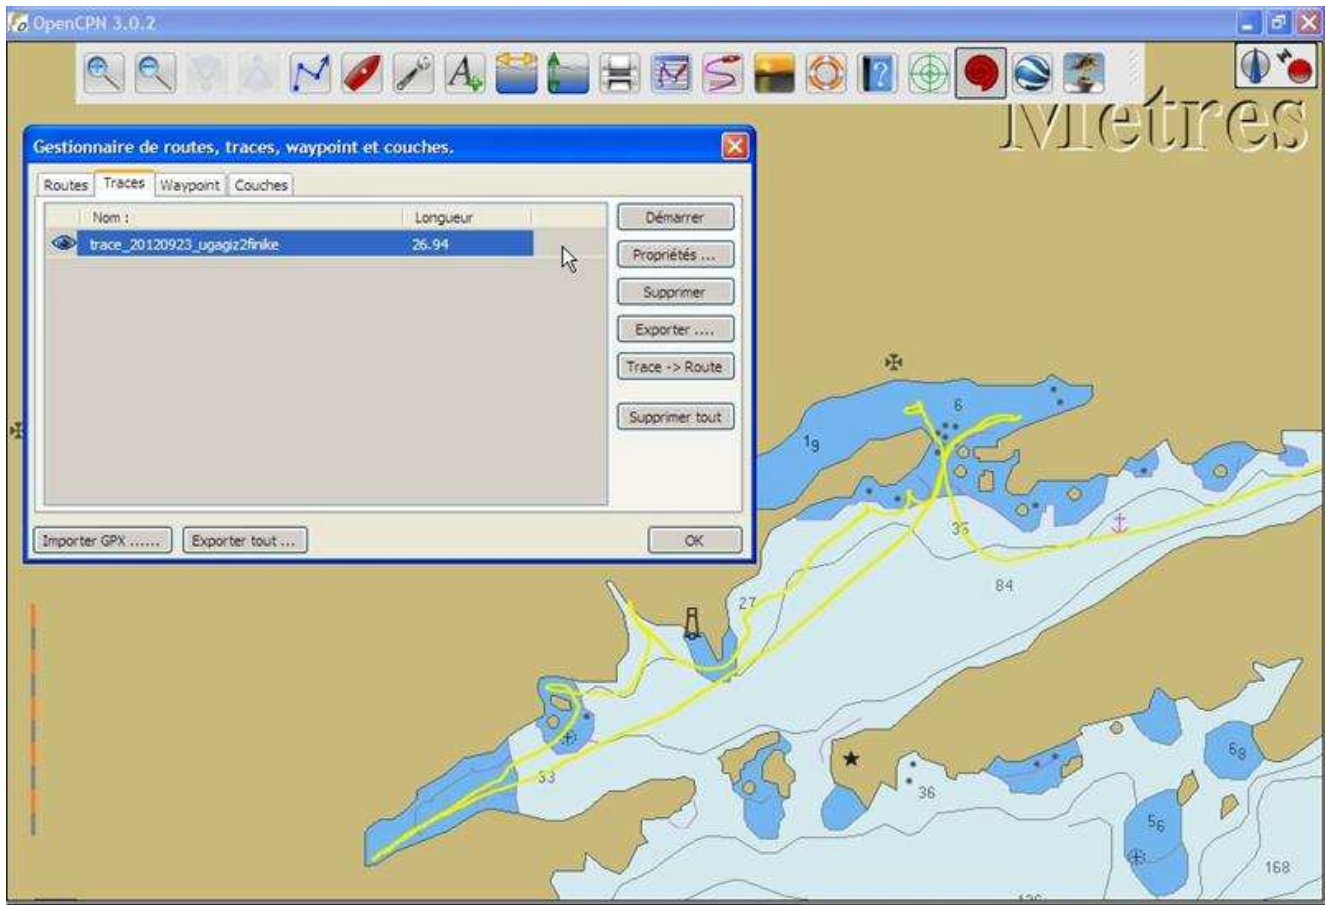 OpenCPN 3.0.2
Metres
Gestionnaire de routes, traces, waypoint et couches.
Routes Traces Waypoint Couches
Nom : Longueur
trace_20120923_ugagiz2finike 26.94
Démarrer
Propriétés ...
Supprimer
Exporter ....
Trace -> Route
Supprimer tout
Importer GPX ...... Exporter tout ... OK
6
19
35
84
27
33
36
68
56
168